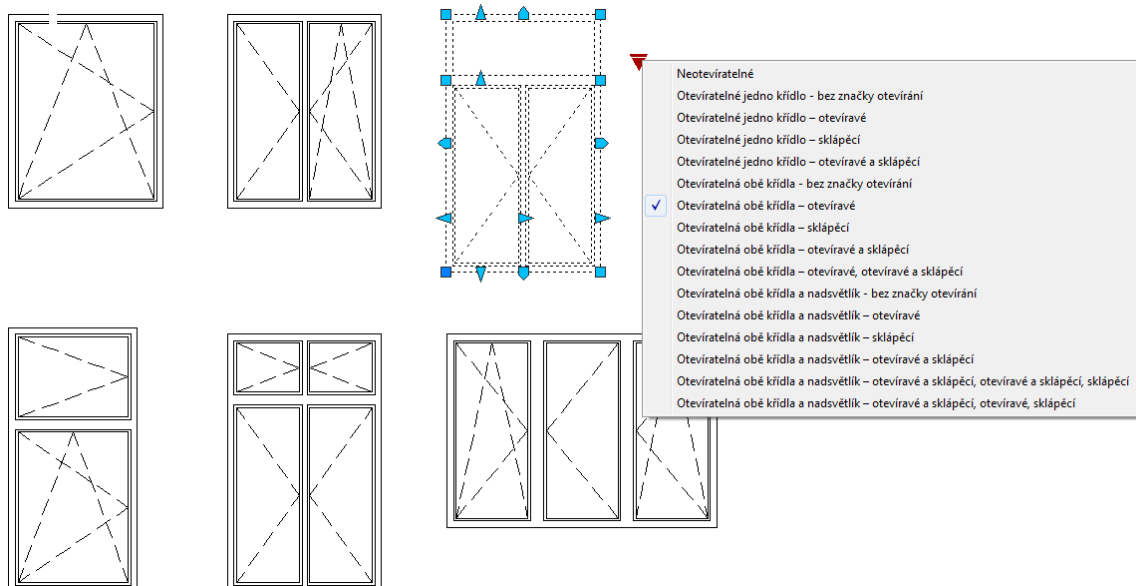 Neotevíratelné
Otevíratelné jedno křídlo - bez značky otevírání
Otevíratelné jedno křídlo – otevíravé
Otevíratelné jedno křídlo – sklápěcí
Otevíratelné jedno křídlo – otevíravé a sklápěcí
Otevíratelná obě křídla - bez značky otevírání
Otevíratelná obě křídla – otevíravé
Otevíratelná obě křídla – sklápěcí
Otevíratelná obě křídla – otevíravé a sklápěcí
Otevíratelná obě křídla – otevíravé, otevíravé a sklápěcí
Otevíratelná obě křídla a nadsvětlík - bez značky otevírání
Otevíratelná obě křídla a nadsvětlík – otevíravé
Otevíratelná obě křídla a nadsvětlík – sklápěcí
Otevíratelná obě křídla a nadsvětlík – otevíravé a sklápěcí
Otevíratelná obě křídla a nadsvětlík – otevíravé a sklápěcí, otevíravé a sklápěcí, sklápěcí
Otevíratelná obě křídla a nadsvětlík – otevíravé a sklápěcí, otevíravé, sklápěcí